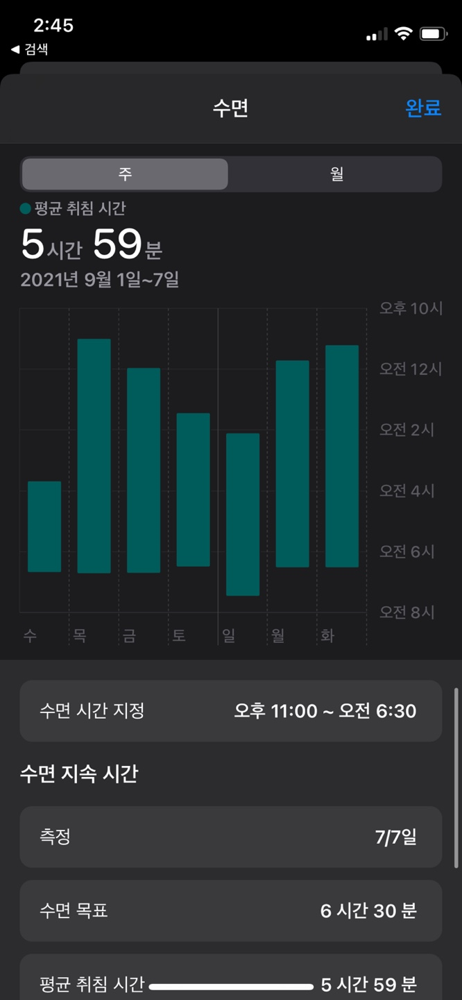 2:45
◀ 검색
수면
완료
주 월
평균 취침 시간
5시간 59분
2021년 9월 1일~7일
오후 10시
오전 12시
오전 2시
오전 4시
오전 6시
오전 8시
수 목 금 토 일 월 화
수면 시간 지정 오후 11:00 ~ 오전 6:30
수면 지속 시간
측정 7/7일
수면 목표 6 시간 30 분
평균 취침 시간 5 시간 59 분